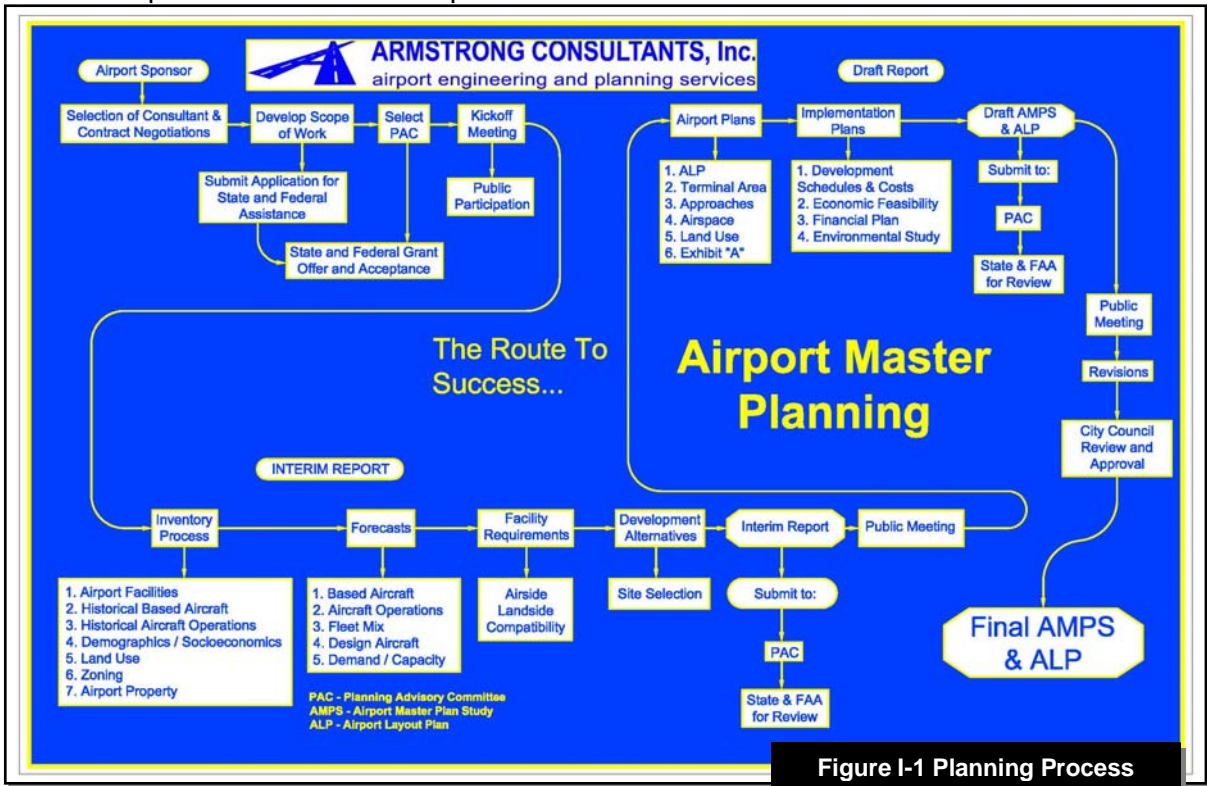 ARMSTRONG CONSULTANTS, Inc.
airport engineering and planning services
Airport Sponsor
Selection of Consultant &
Contract Negotiations
Develop Scope
of Work
Select
PAC
Kickoff
Meeting
Submit Application for
State and Federal
Assistance
Public
Participation
State and Federal Grant
Offer and Acceptance
Draft Report
Airport Plans
Implementation
Plans
Draft AMPS
& ALP
1. ALP
2. Terminal Area
3. Approaches
4. Airspace
5. Land Use
6. Exhibit "A"
1. Development
Schedules & Costs
2. Economic Feasibility
3. Financial Plan
4. Environmental Study
Submit to:
PAC
State & FAA
for Review
Public
Meeting
Revisions
City Council
Review and
Approval
The Route To
Success...
Airport Master
Planning
INTERIM REPORT
Inventory
Process
Forecasts
Facility
Requirements
Development
Alternatives
Interim Report
Public Meeting
1. Airport Facilities
2. Historical Based Aircraft
3. Historical Aircraft Operations
4. Demographics / Socioeconomics
5. Land Use
6. Zoning
7. Airport Property
1. Based Aircraft
2. Aircraft Operations
3. Fleet Mix
4. Design Aircraft
5. Demand / Capacity
Airside
Landside
Compatibility
Site Selection
Submit to:
PAC
State & FAA
for Review
Final AMPS
& ALP
PAC - Planning Advisory Committee
AMPS - Airport Master Plan Study
ALP - Airport Layout Plan
Figure I-1 Planning Process